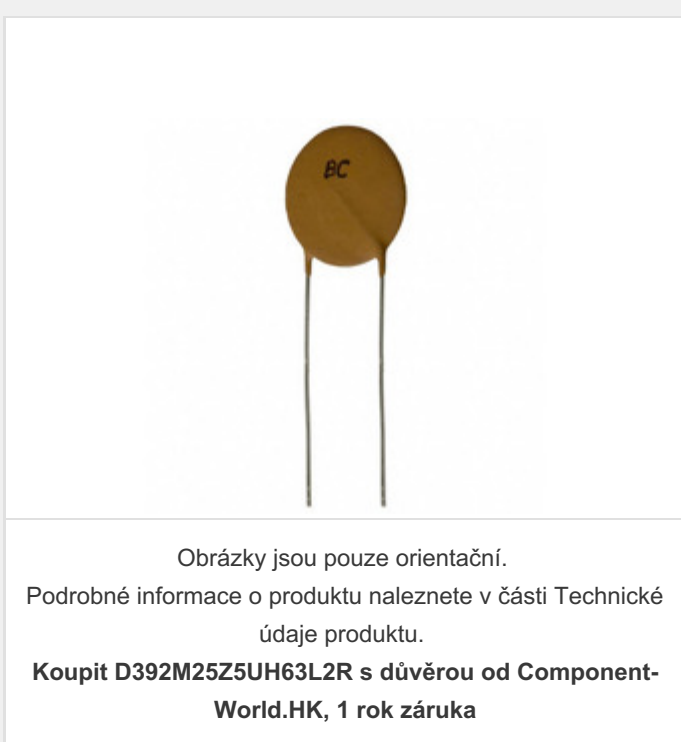 BC
Obrázky jsou pouze orientační.
Podrobné informace o produktu naleznete v části Technické
údaje produktu.
Koupit D392M25Z5UH63L2R s důvěrou od Component-
World.HK, 1 rok záruka